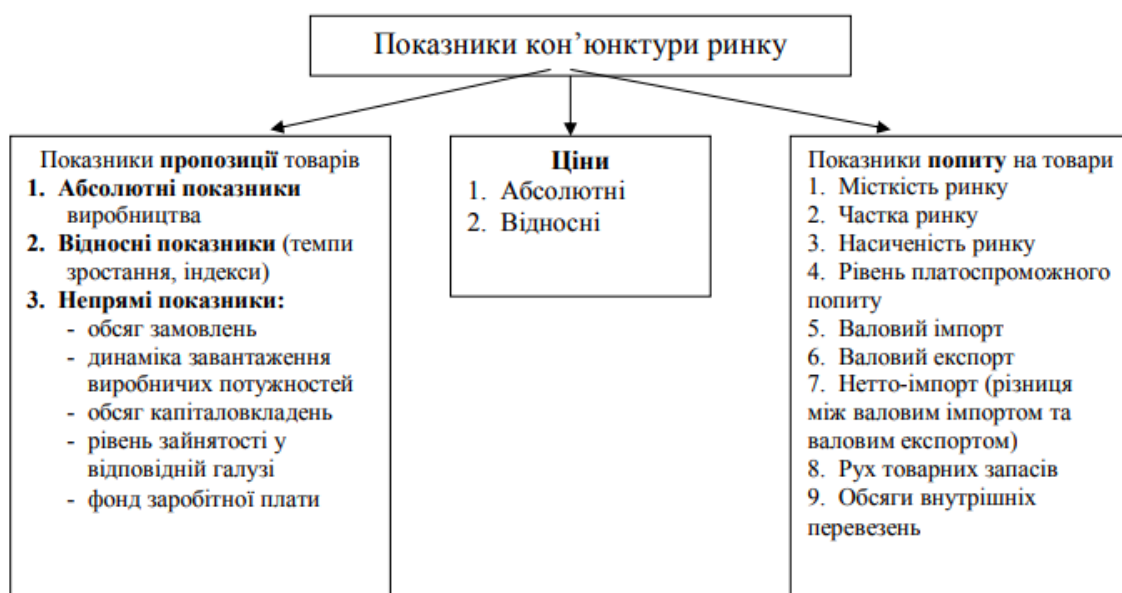 Показники кон’юнктури ринку
Показники пропозиції товарів
1. Абсолютні показники
виробництва
2. Відносні показники (темпи
зростання, індекси)
3. Непрямі показники:
- обсяг замовлень
- динаміка завантаження
виробничих потужностей
- обсяг капіталовкладень
- рівень зайнятості у
відповідній галузі
- фонд заробітної плати
Ціни
1. Абсолютні
2. Відносні
Показники попиту на товари
1. Місткість ринку
2. Частка ринку
3. Насиченість ринку
4. Рівень платоспроможного
попиту
5. Валовий імпорт
6. Валовий експорт
7. Нетто-імпорт (різниця
між валовим імпортом та
валовим експортом)
8. Рух товарних запасів
9. Обсяги внутрішніх
перевезень